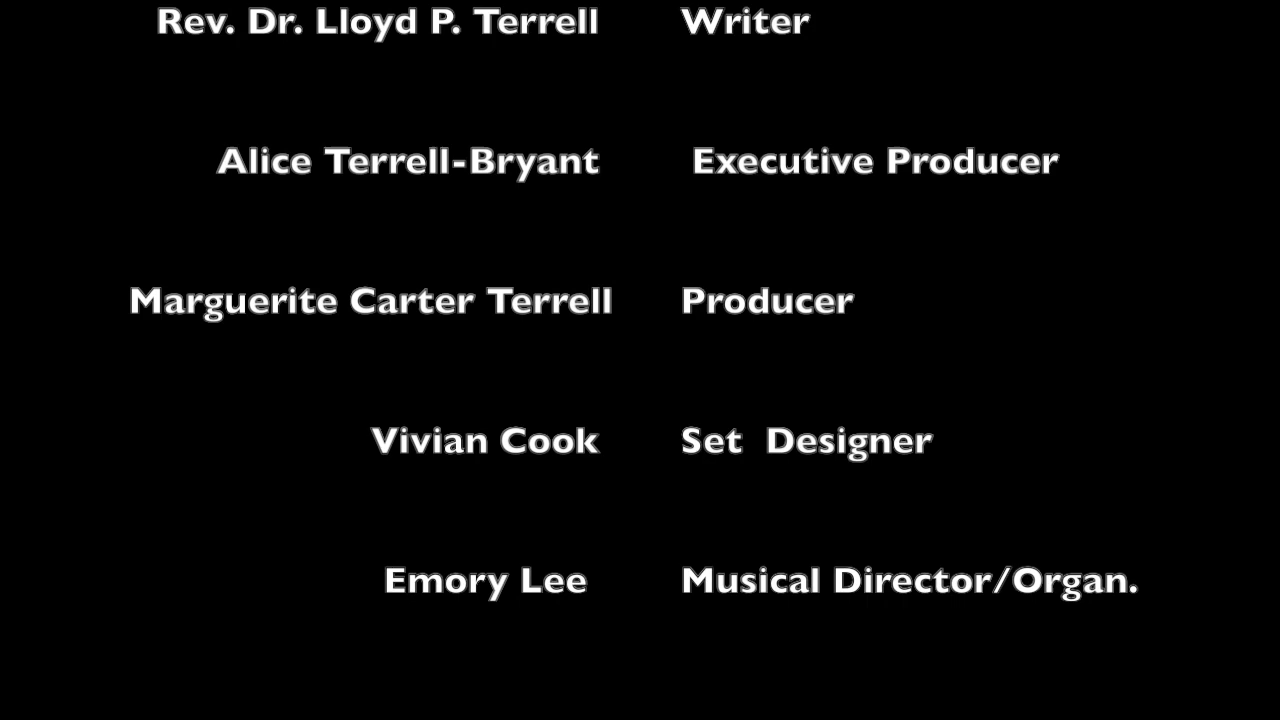 Rev. Dr. Lloyd P. Terrell Writer
Alice Terrell-Bryant Executive Producer
Marguerite Carter Terrell Producer
Vivian Cook Set Designer
Emory Lee Musical Director/Organ.